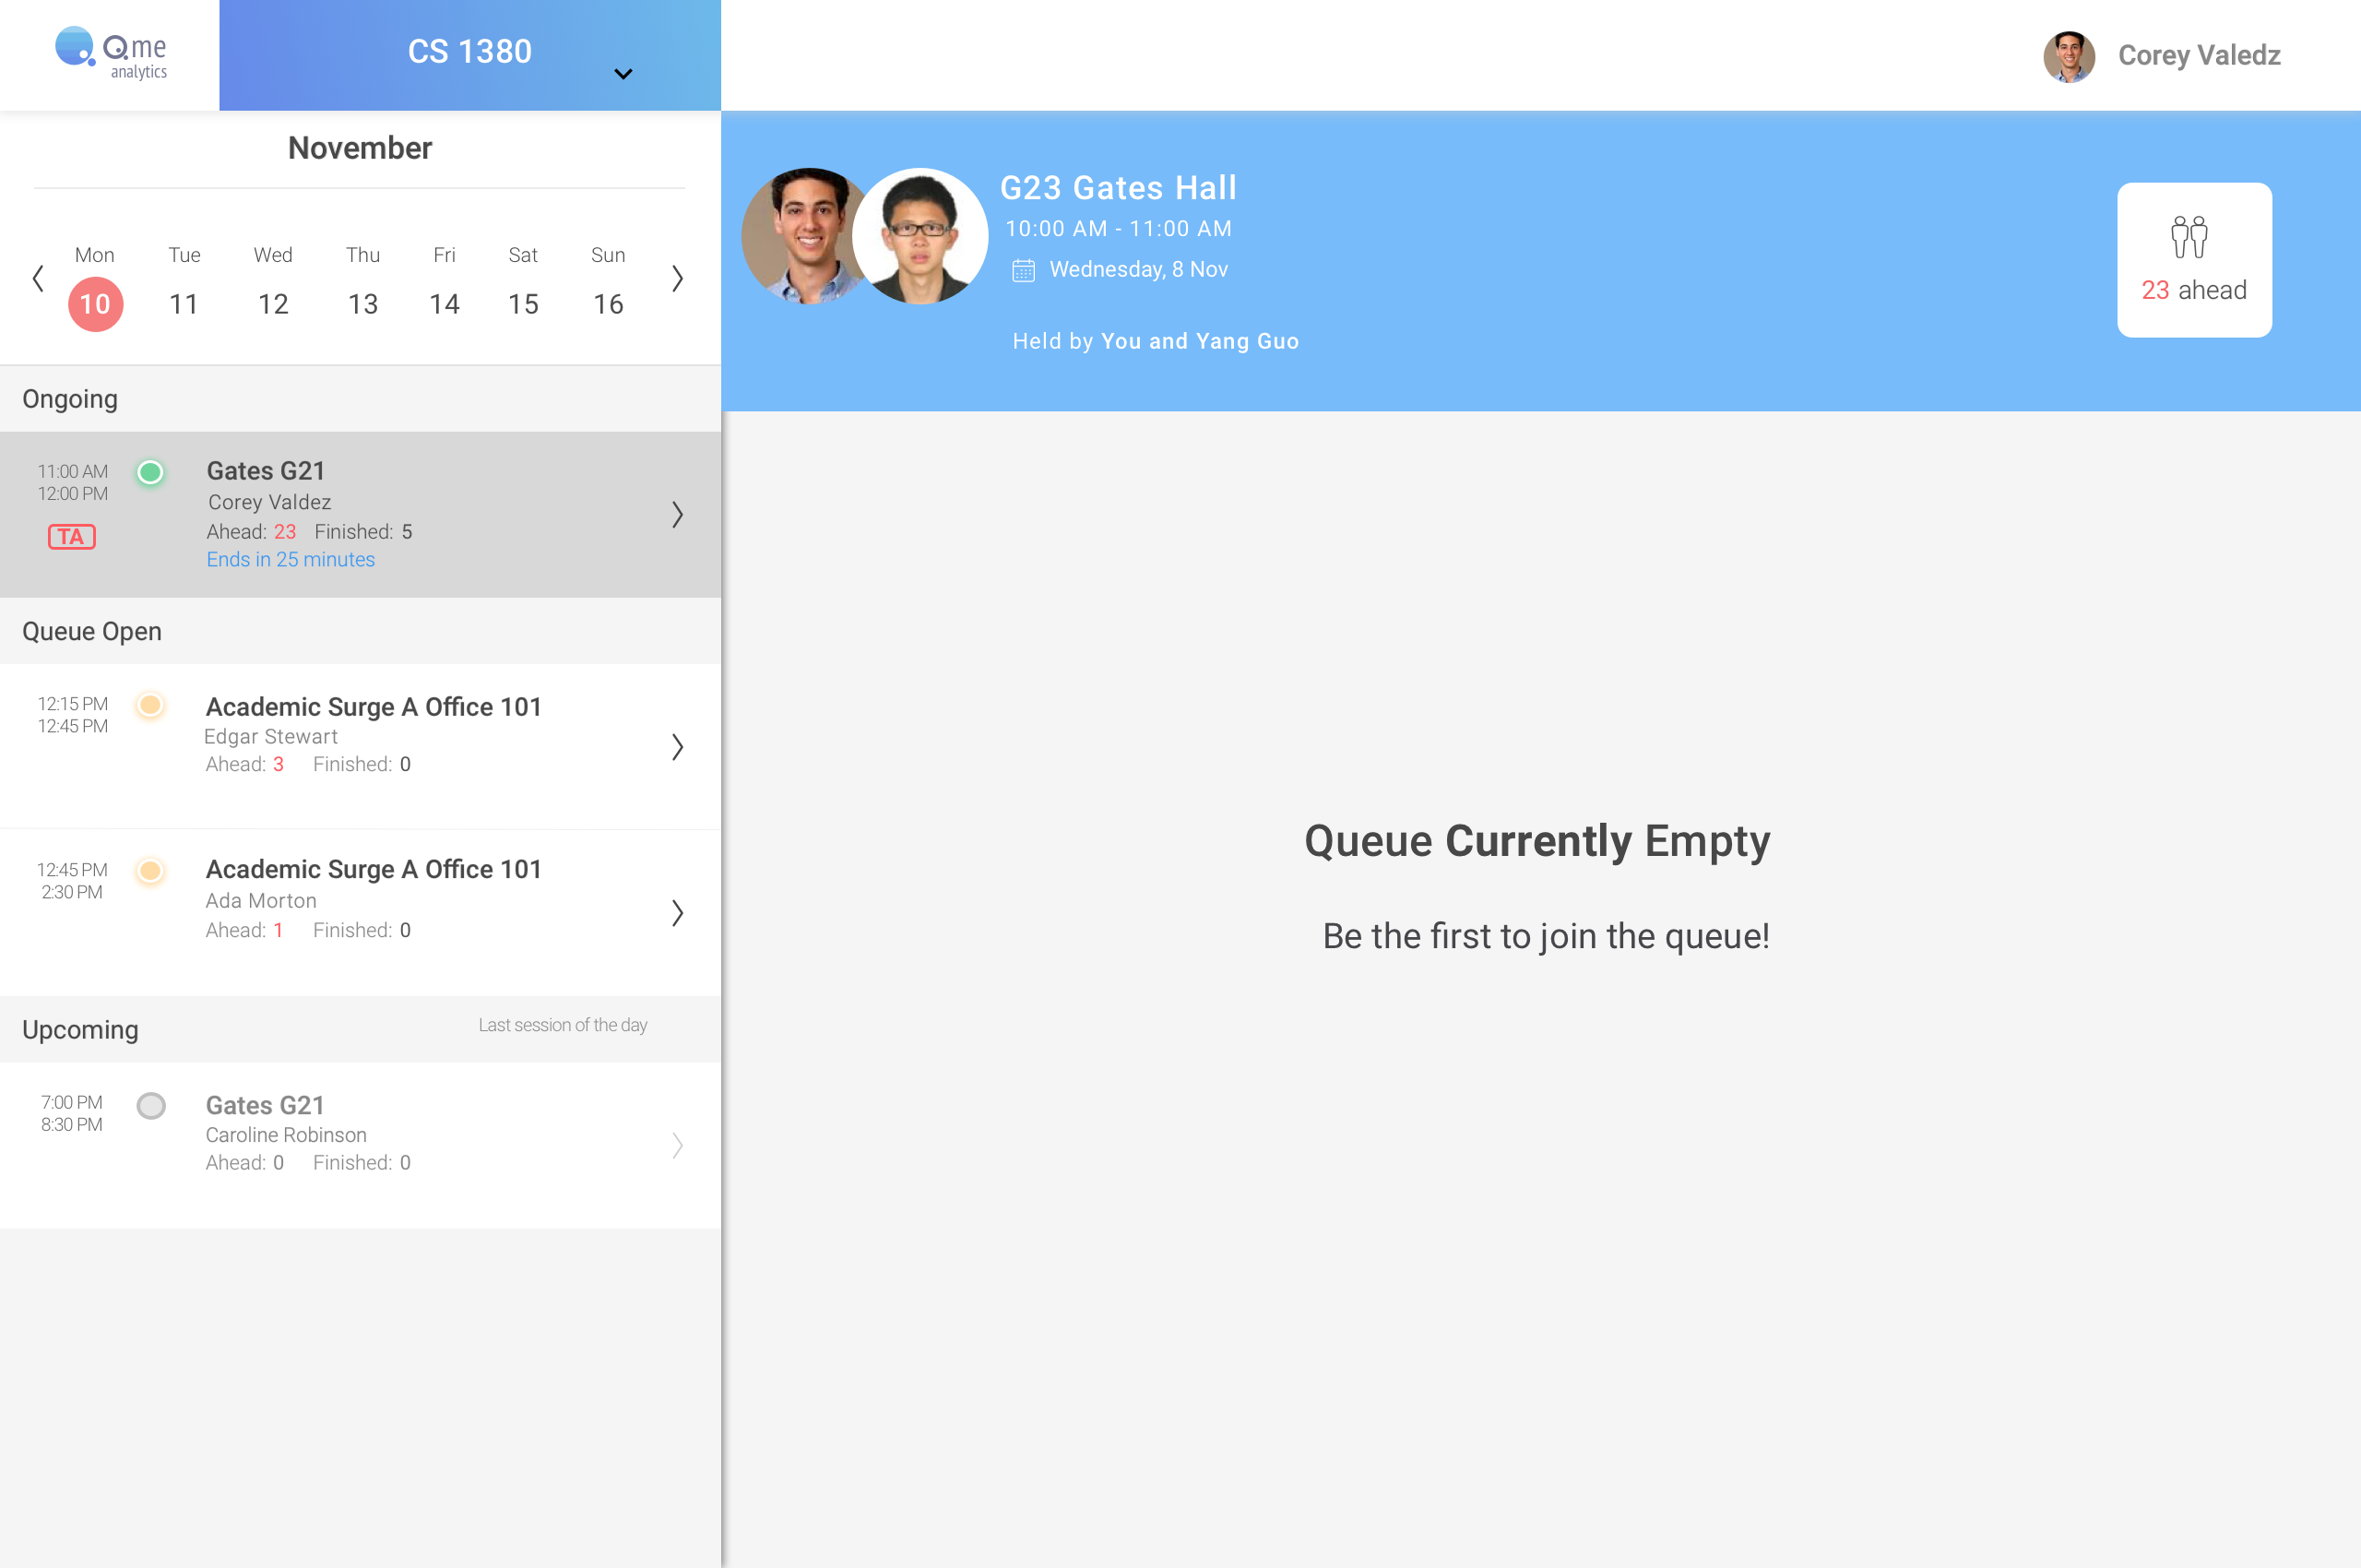 Qme
analytics
CS 1380
Corey Valedz
November
Mon Tue Wed Thu Fri Sat Sun
10 11 12 13 14 15 16
Ongoing
11:00 AM
12:00 PM
TA
Gates G21
Corey Valdez
Ahead: 23 Finished: 5
Ends in 25 minutes
Queue Open
12:15 PM
12:45 PM
Academic Surge A Office 101
Edgar Stewart
Ahead: 3 Finished: 0
12:45 PM
2:30 PM
Academic Surge A Office 101
Ada Morton
Ahead: 1 Finished: 0
Upcoming
Last session of the day
7:00 PM
8:30 PM
Gates G21
Caroline Robinson
Ahead: 0 Finished: 0
G23 Gates Hall
10:00 AM - 11:00 AM
Wednesday, 8 Nov
Held by You and Yang Guo
23 ahead
Queue Currently Empty
Be the first to join the queue!